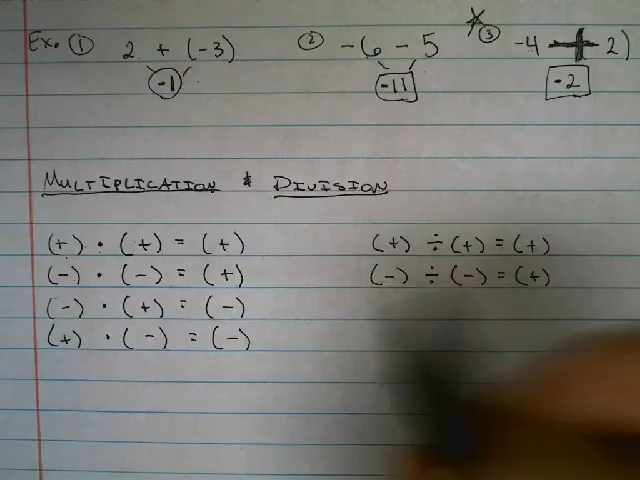 Ex. ① 2 + (-3) ② -6 - 5 ③ -4 + 2)
-1 -11 -2
MULTIPLICATION & DIVISION
(+) · (+) = (+) (+) ÷ (+) = (+)
(-) · (-) = (+) (-) ÷ (-) = (+)
(-) · (+) = (-)
(+) · (-) = (-)